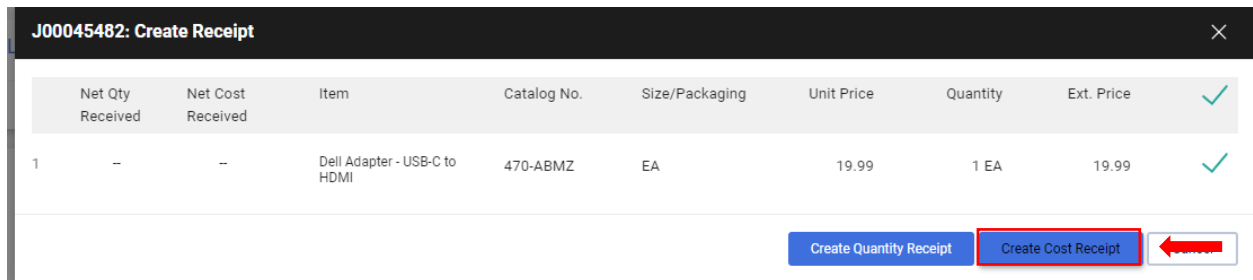 J00045482: Create Receipt
Net Qty Received Net Cost Received Item Catalog No. Size/Packaging Unit Price Quantity Ext. Price
1 -- -- Dell Adapter - USB-C to HDMI 470-ABMZ EA 19.99 1 EA 19.99
Create Quantity Receipt Create Cost Receipt